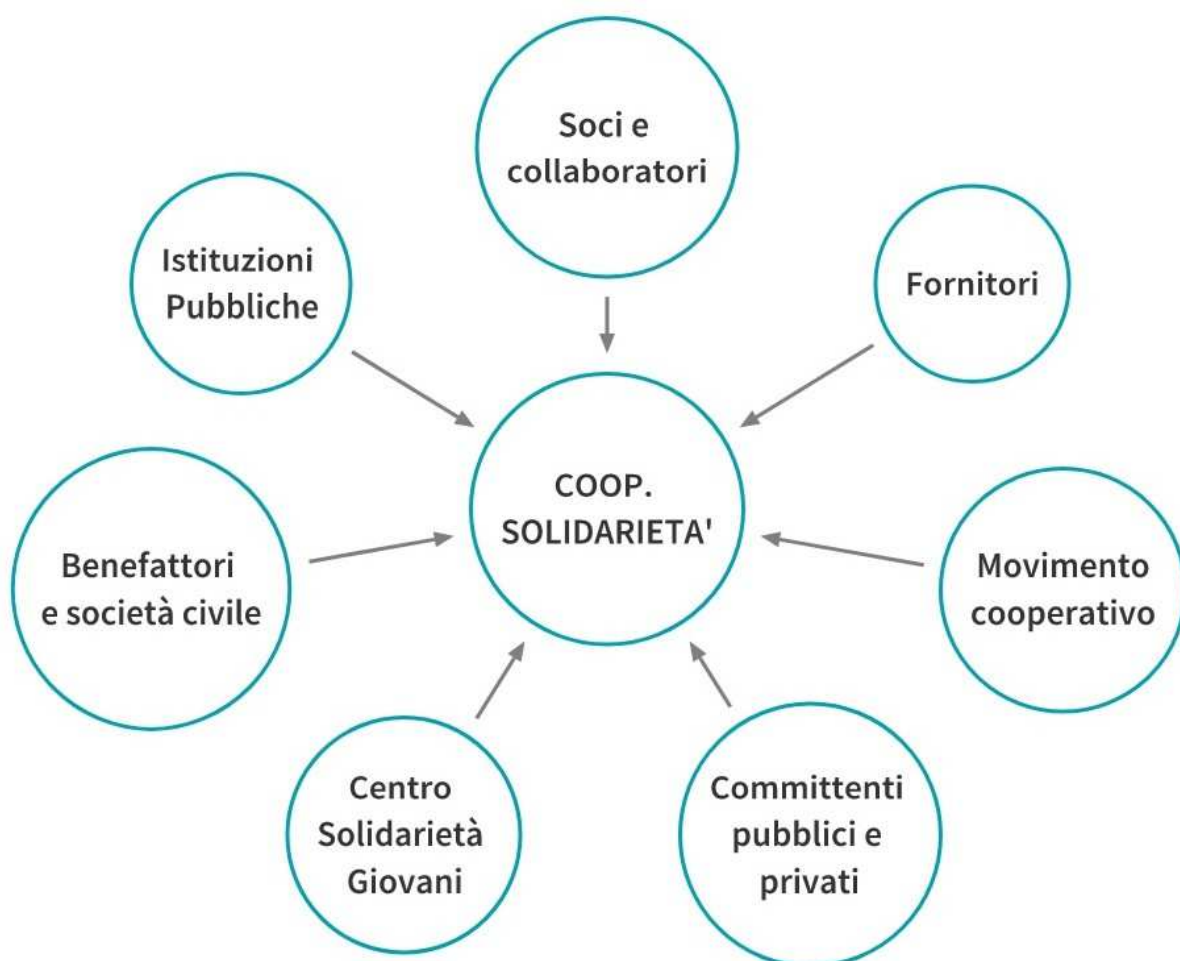 Soci e
collaboratori
Istituzioni
Pubbliche
Fornitori
COOP.
SOLIDARIETA'
Benefattori
e società civile
Movimento
cooperativo
Centro
Solidarietà
Giovani
Committenti
pubblici e
privati